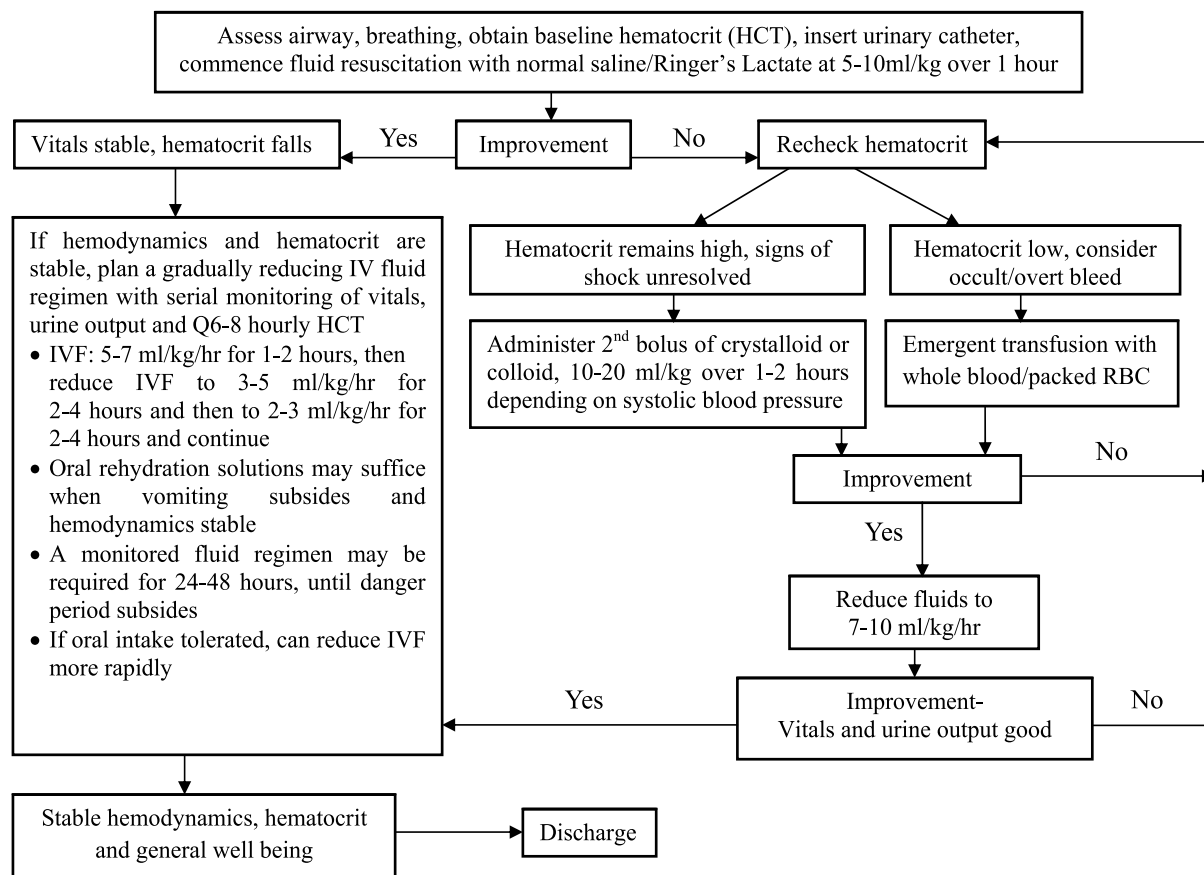 Assess airway, breathing, obtain baseline hematocrit (HCT), insert urinary catheter,
commence fluid resuscitation with normal saline/Ringer’s Lactate at 5-10ml/kg over 1 hour
Vitals stable, hematocrit falls
Yes
Improvement
No
Recheck hematocrit
If hemodynamics and hematocrit are
stable, plan a gradually reducing IV fluid
regimen with serial monitoring of vitals,
urine output and Q6-8 hourly HCT
• IVF: 5-7 ml/kg/hr for 1-2 hours, then
reduce IVF to 3-5 ml/kg/hr for
2-4 hours and then to 2-3 ml/kg/hr for
2-4 hours and continue
• Oral rehydration solutions may suffice
when vomiting subsides and
hemodynamics stable
• A monitored fluid regimen may be
required for 24-48 hours, until danger
period subsides
• If oral intake tolerated, can reduce IVF
more rapidly
Hematocrit remains high, signs of
shock unresolved
Hematocrit low, consider
occult/overt bleed
Administer 2nd bolus of crystalloid or
colloid, 10-20 ml/kg over 1-2 hours
depending on systolic blood pressure
Emergent transfusion with
whole blood/packed RBC
Improvement
No
Yes
Reduce fluids to
7-10 ml/kg/hr
Yes
Improvement-
Vitals and urine output good
No
Stable hemodynamics, hematocrit
and general well being
Discharge